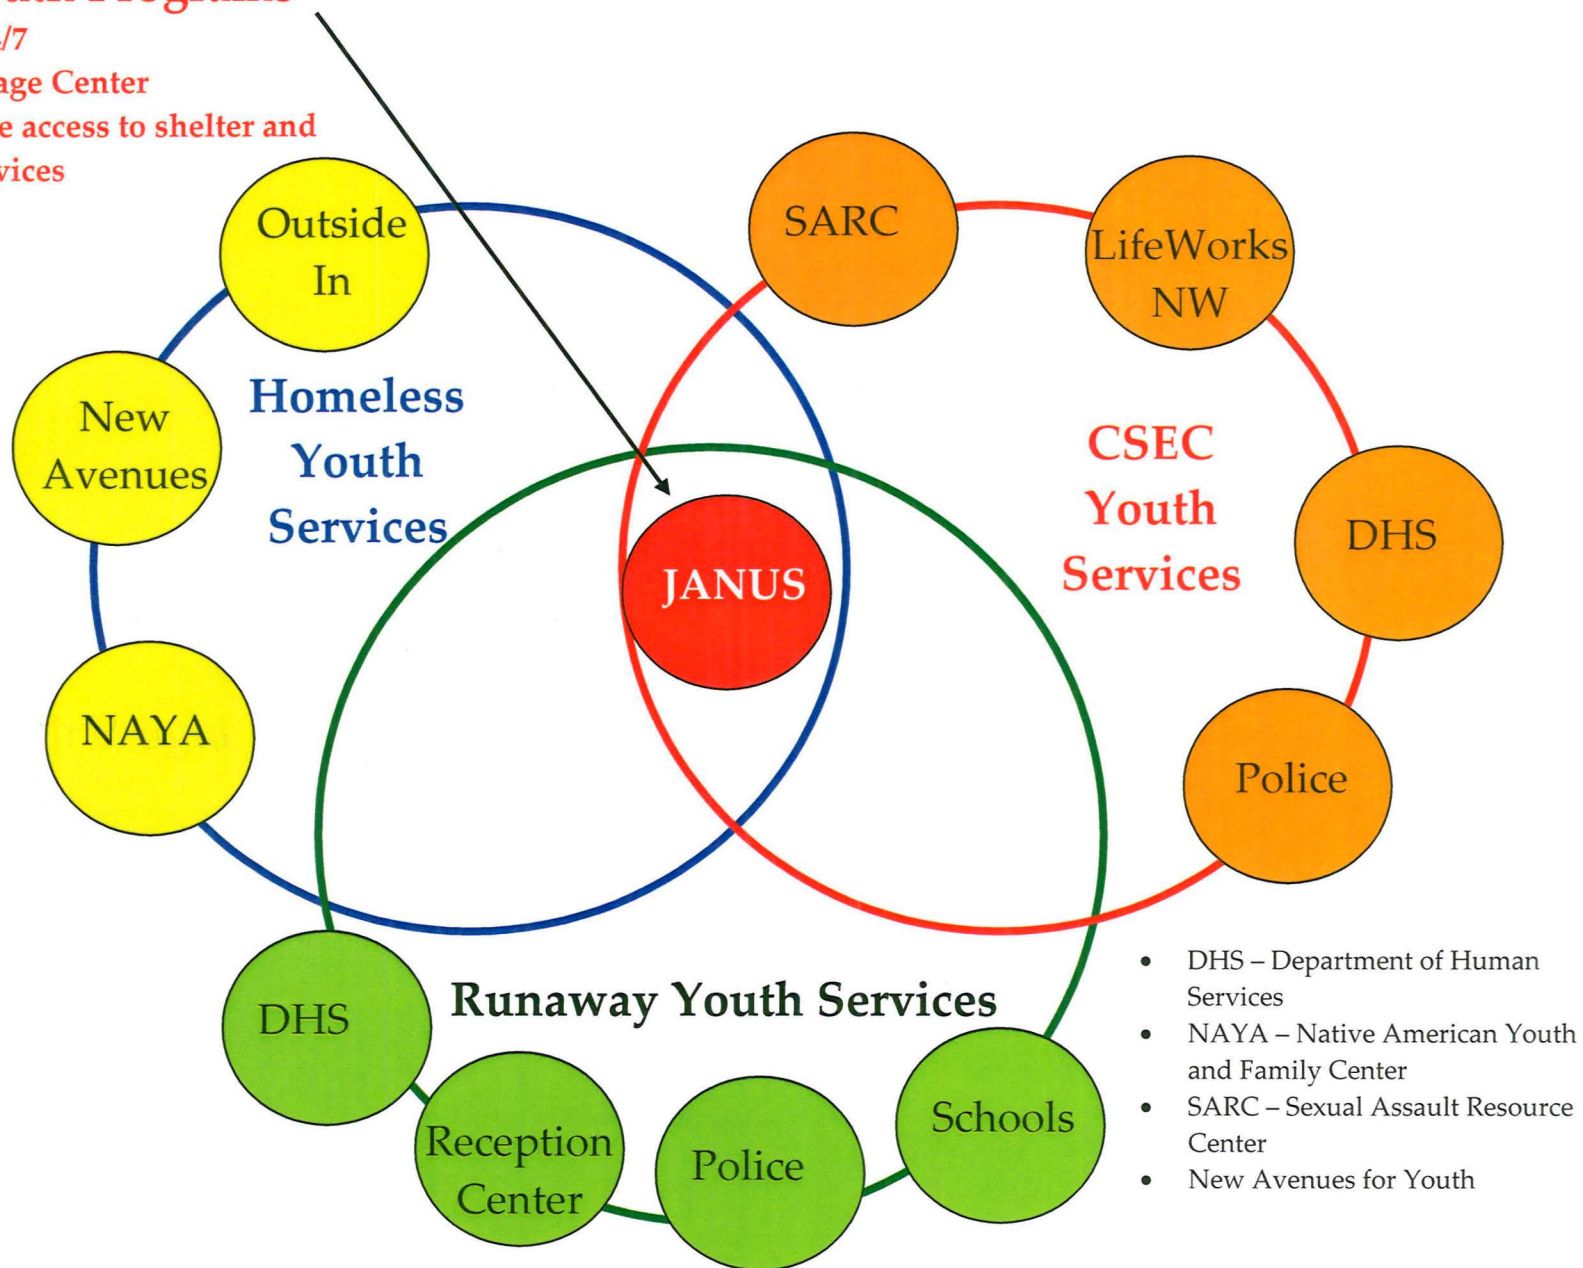 Programs
/7
age Center
e access to shelter and
vices
Outside
In
SARC
LifeWorks
NW
New
Avenues
Homeless
Youth
Services
CSEC
Youth
Services
DHS
JANUS
NAYA
Police
DHS
Runaway Youth Services
Reception
Center
Police
Schools
• DHS – Department of Human
Services
• NAYA – Native American Youth
and Family Center
• SARC – Sexual Assault Resource
Center
• New Avenues for Youth